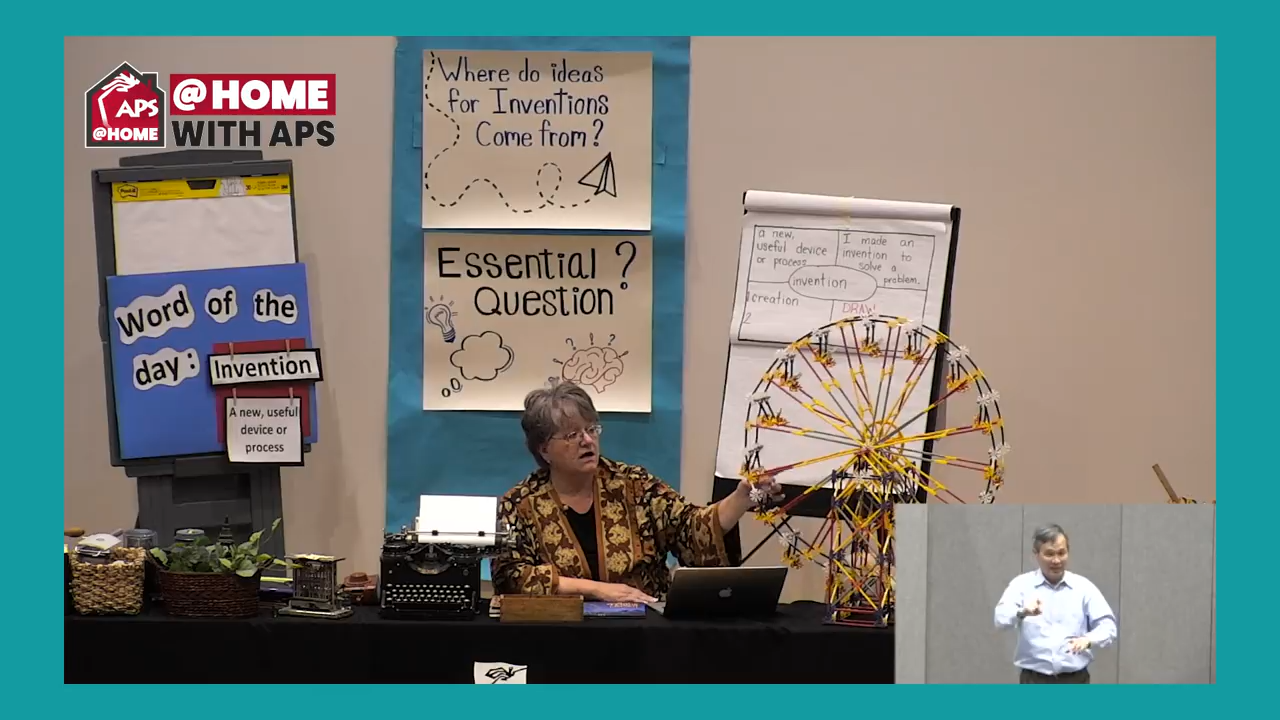 APS
@HOME
@HOME
WITH APS
Where do ideas
for Inventions
Come from?
Essential ?
Question
Word of the
day:
Invention
A new, useful
device or
process
a new,
useful device
or process
I made an
invention to
solve a
problem.
invention
creation
2
DRAW!